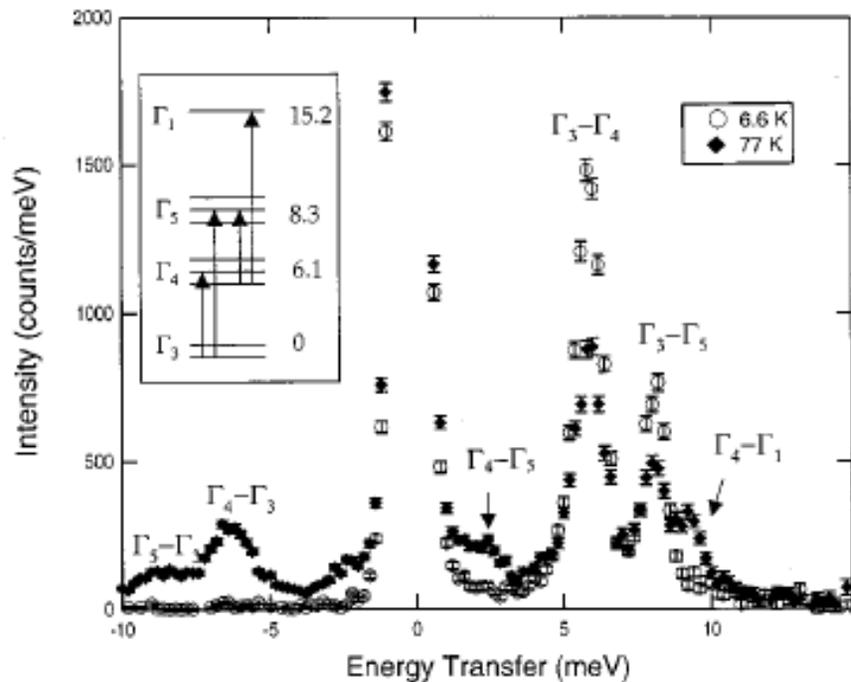 2000
1500
1000
500
0
Intensity (counts/meV)
Γ1 15.2
Γ5 8.3
Γ4 6.1
Γ3 0
6.6 K
77 K
Γ3–Γ4
Γ3–Γ5
Γ4–Γ1
Γ4–Γ5
Γ4–Γ3
Γ5–Γ3
-10 -5 0 5 10
Energy Transfer (meV)